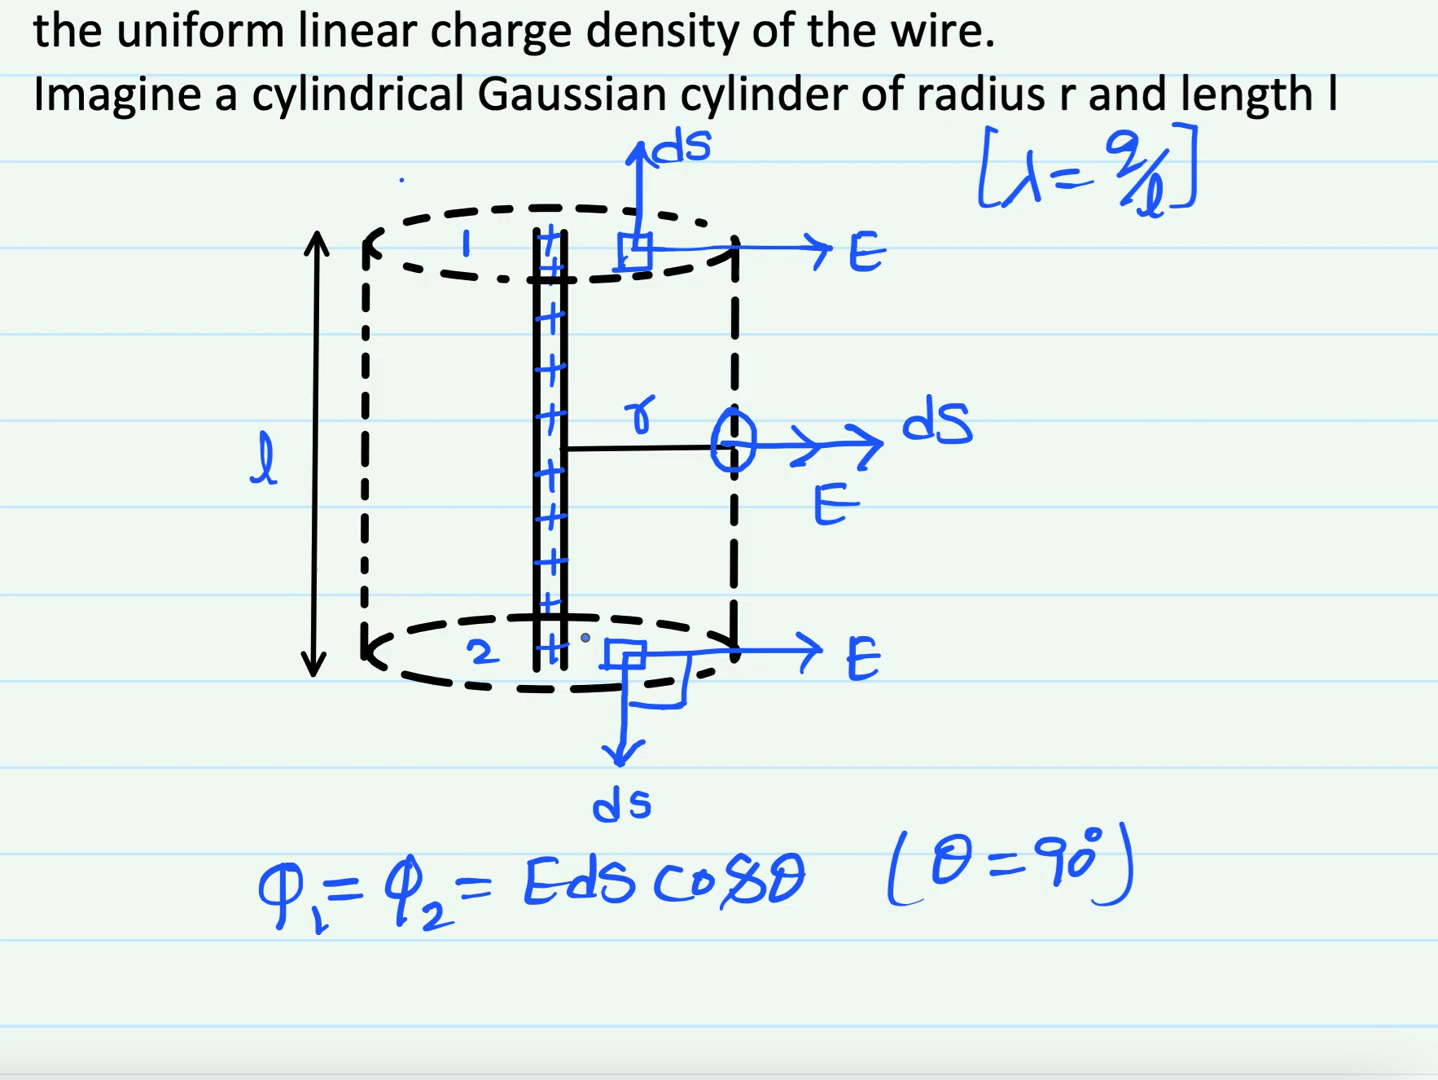 the uniform linear charge density of the wire.
Imagine a cylindrical Gaussian cylinder of radius r and length l
dS
[λ = q/l]
1
E
r
dS
l
E
2
E
ds
Φ₁ = Φ₂ = Eds cosθ (θ = 90°)